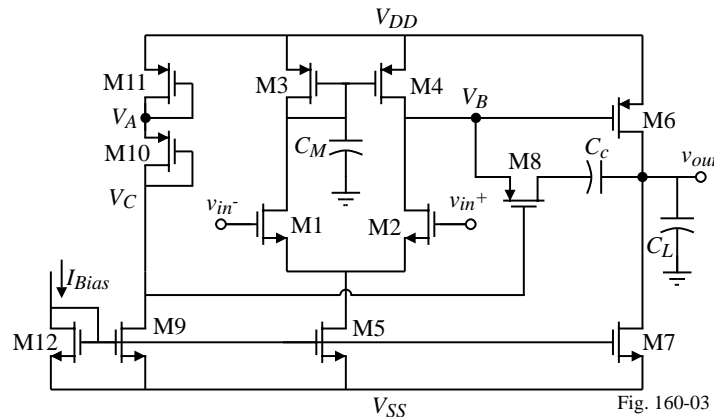 V_DD
M11
M3
M4
V_A
V_B
M6
M10
C_M
M8
C_c
v_out
V_C
v_in-
M1
M2
v_in+
C_L
I_Bias
M12
M9
M5
M7
V_SS
Fig. 160-03